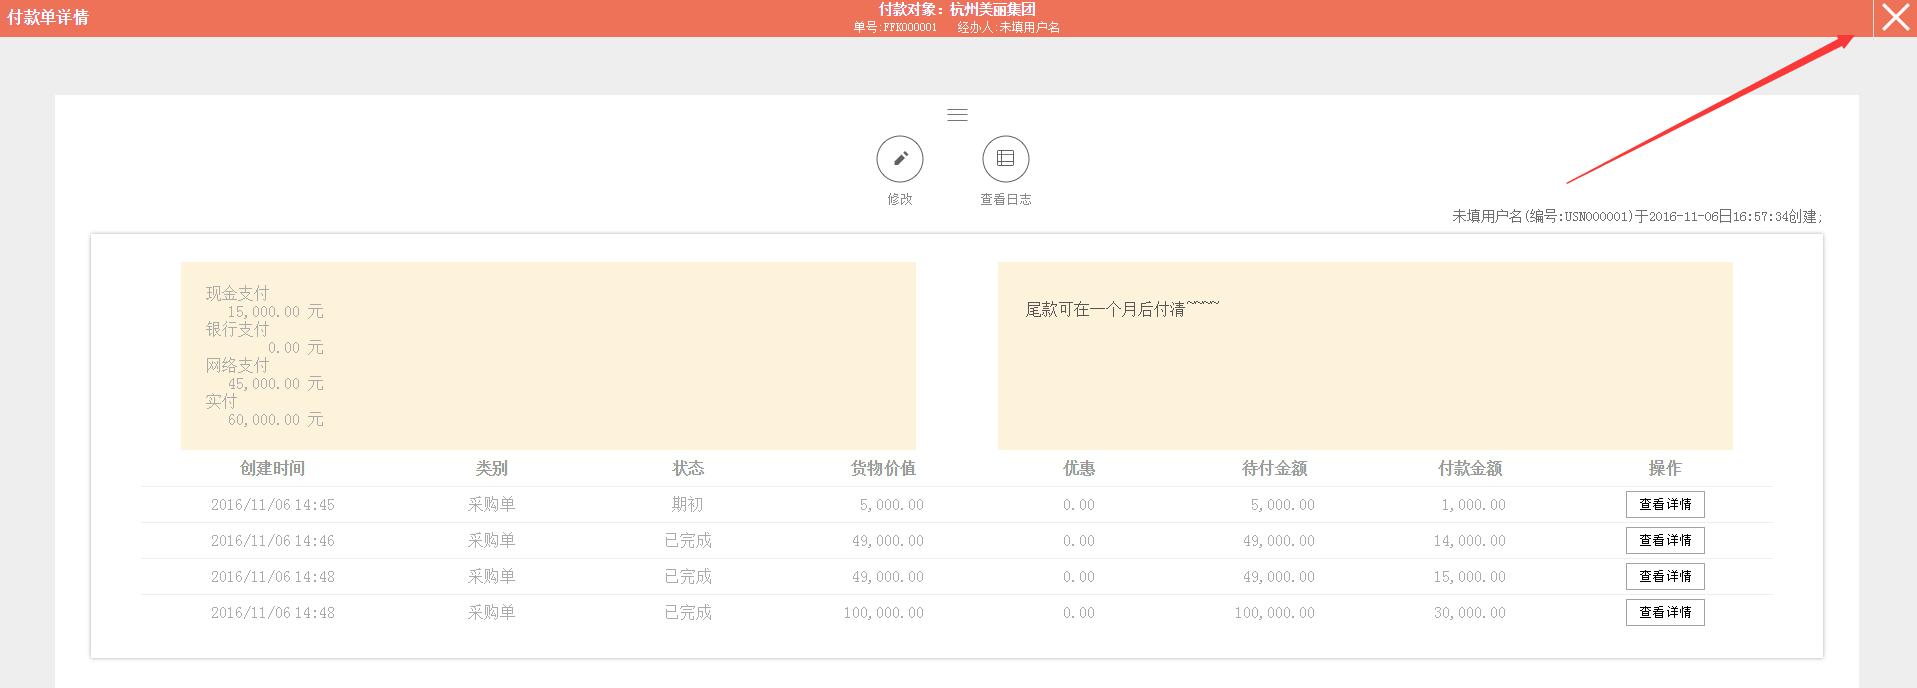 付款单详情
付款对象：杭州美丽集团
单号:FFK000001 经办人:未填用户名
修改 查看日志
未填用户名(编号:USN000001)于2016-11-06日16:57:34创建;
现金支付
15,000.00 元
银行支付
0.00 元
网络支付
45,000.00 元
实付
60,000.00 元
尾款可在一个月后付清~~~~
创建时间 类别 状态 货物价值 优惠 待付金额 付款金额 操作
2016/11/06 14:45 采购单 期初 5,000.00 0.00 5,000.00 1,000.00 查看详情
2016/11/06 14:46 采购单 已完成 49,000.00 0.00 49,000.00 14,000.00 查看详情
2016/11/06 14:48 采购单 已完成 49,000.00 0.00 49,000.00 15,000.00 查看详情
2016/11/06 14:48 采购单 已完成 100,000.00 0.00 100,000.00 30,000.00 查看详情